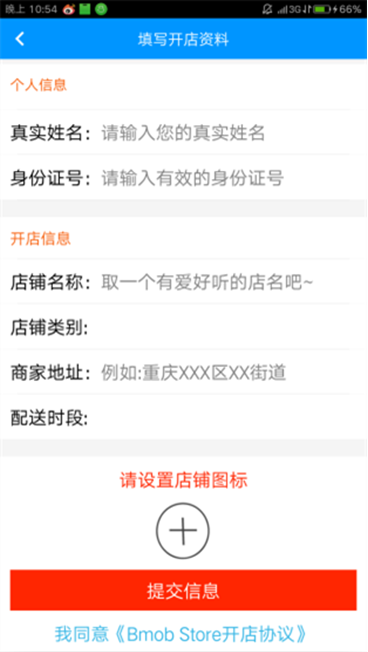 晚上 10:54 3G 66%
填写开店资料
个人信息
真实姓名： 请输入您的真实姓名
身份证号： 请输入有效的身份证号
开店信息
店铺名称： 取一个有爱好听的店名吧~
店铺类别:
商家地址： 例如:重庆XXX区XX街道
配送时段:
请设置店铺图标
提交信息
我同意《Bmob Store开店协议》